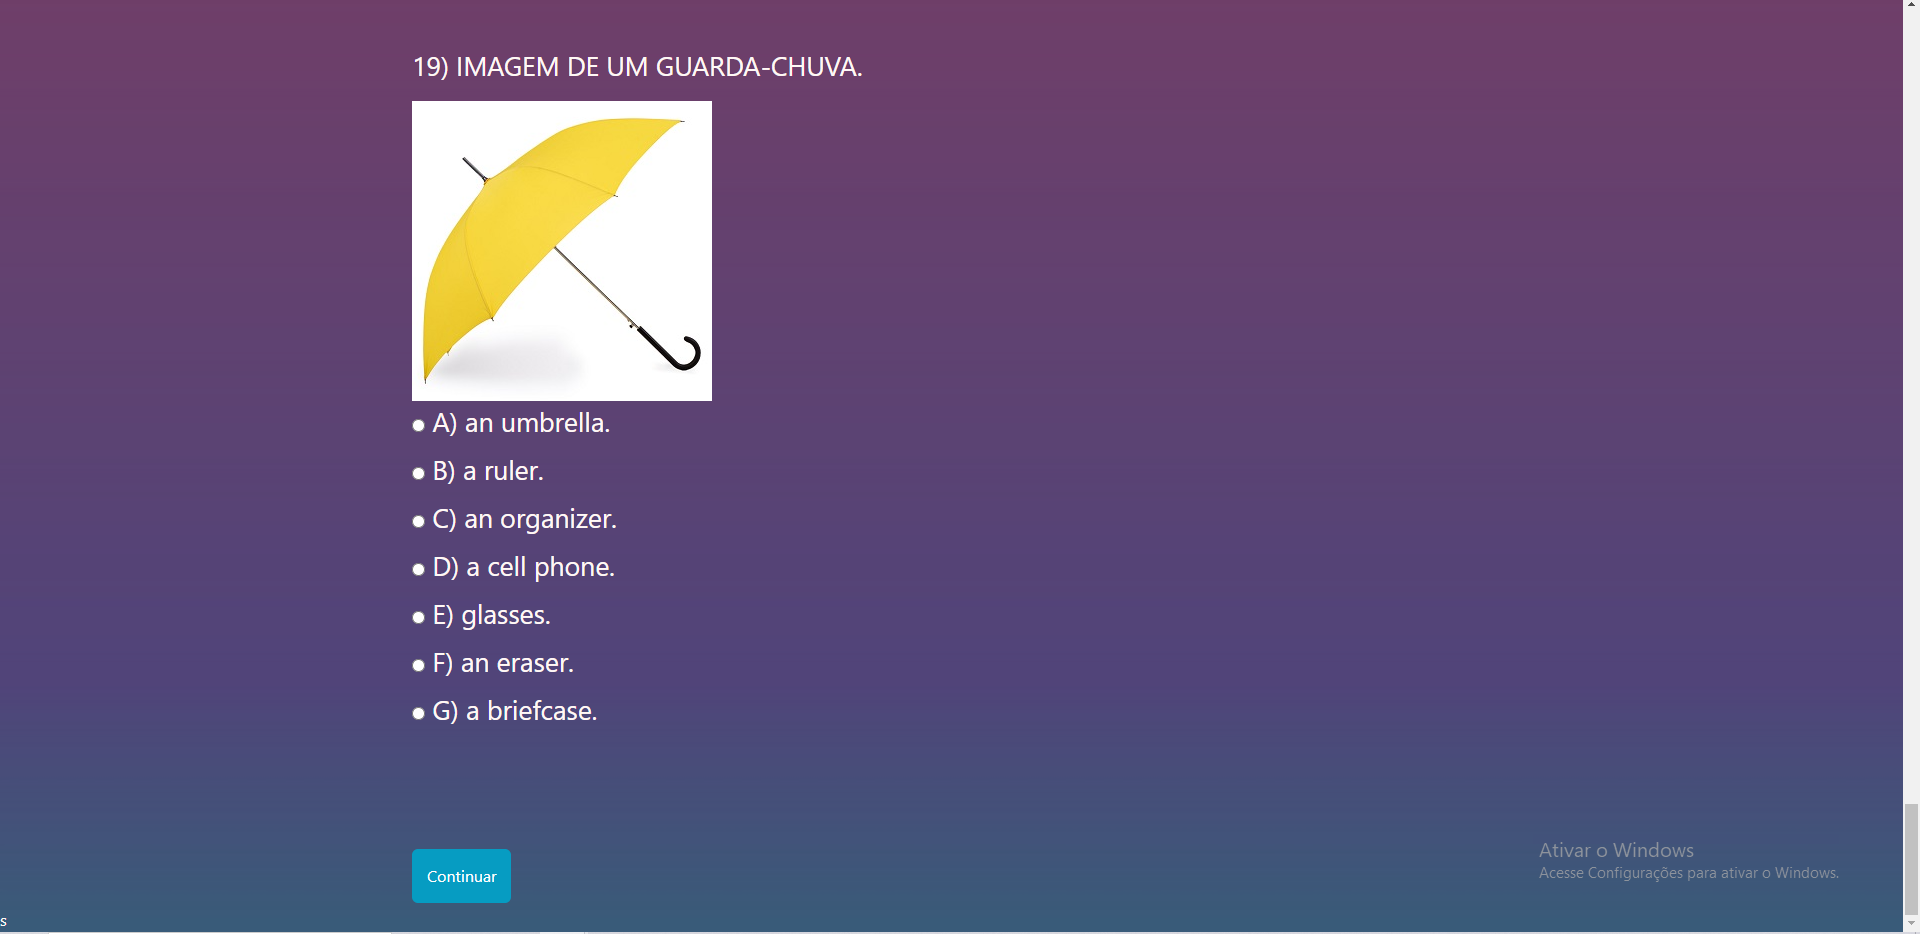 19) IMAGEM DE UM GUARDA-CHUVA.
A) an umbrella.
B) a ruler.
C) an organizer.
D) a cell phone.
E) glasses.
F) an eraser.
G) a briefcase.
Continuar
Ativar o Windows
Acesse Configurações para ativar o Windows.
s